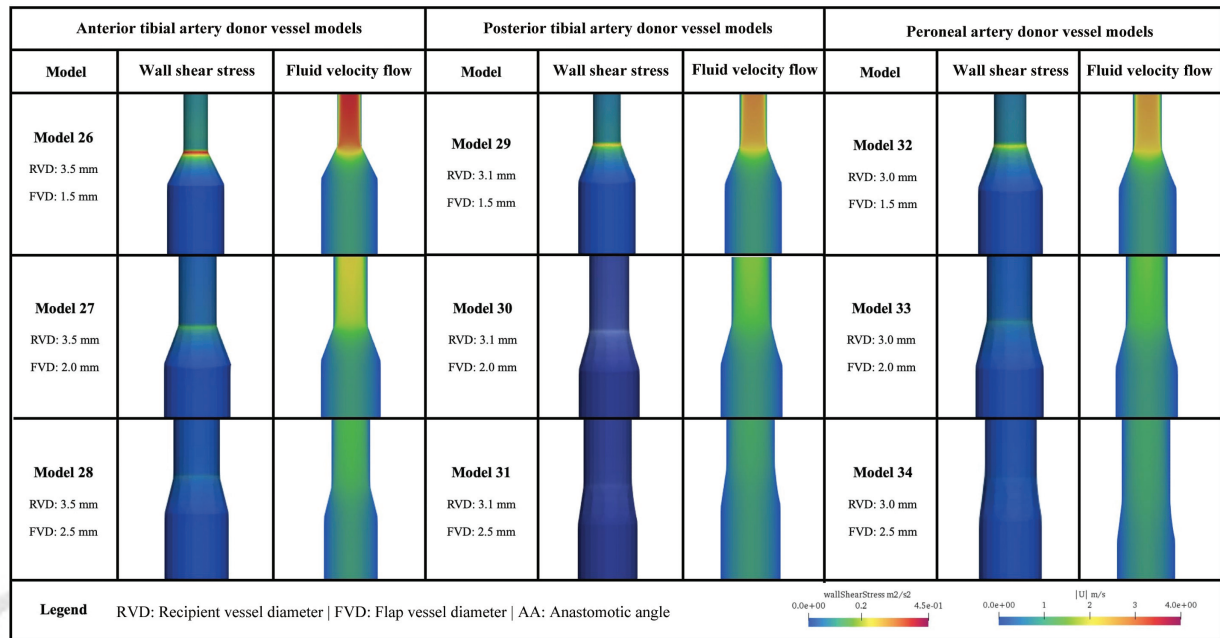 Anterior tibial artery donor vessel models
Posterior tibial artery donor vessel models
Peroneal artery donor vessel models
Model
Wall shear stress
Fluid velocity flow
Model
Wall shear stress
Fluid velocity flow
Model
Wall shear stress
Fluid velocity flow
Model 26
RVD: 3.5 mm
FVD: 1.5 mm
Model 29
RVD: 3.1 mm
FVD: 1.5 mm
Model 32
RVD: 3.0 mm
FVD: 1.5 mm
Model 27
RVD: 3.5 mm
FVD: 2.0 mm
Model 30
RVD: 3.1 mm
FVD: 2.0 mm
Model 33
RVD: 3.0 mm
FVD: 2.0 mm
Model 28
RVD: 3.5 mm
FVD: 2.5 mm
Model 31
RVD: 3.1 mm
FVD: 2.5 mm
Model 34
RVD: 3.0 mm
FVD: 2.5 mm
Legend
RVD: Recipient vessel diameter | FVD: Flap vessel diameter | AA: Anastomotic angle
wallShearStress m2/s2
0.0e+00 0.2 4.5e-01
|U| m/s
0.0e+00 1 2 3 4.0e+00